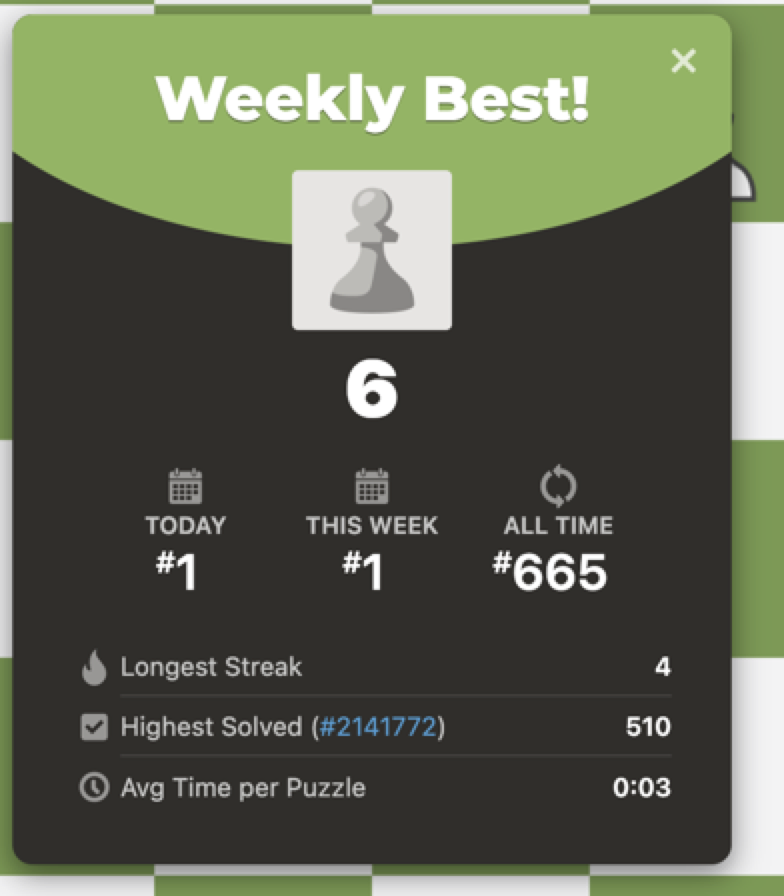 Weekly Best!
6
TODAY THIS WEEK ALL TIME
#1 #1 #665
Longest Streak 4
Highest Solved (#2141772) 510
Avg Time per Puzzle 0:03